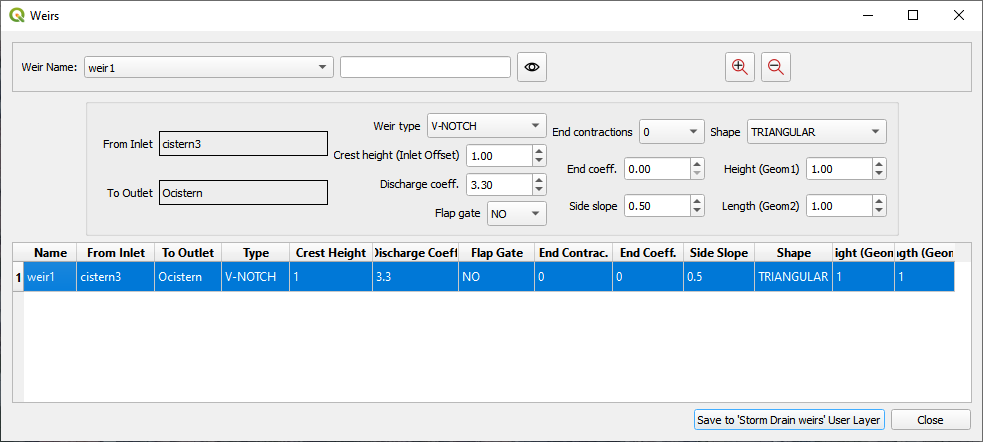 Weirs
Weir Name: weir1
From Inlet cistern3
To Outlet Ocistern
Weir type V-NOTCH
Crest height (Inlet Offset) 1.00
Discharge coeff. 3.30
Flap gate NO
End contractions 0
End coeff. 0.00
Side slope 0.50
Shape TRIANGULAR
Height (Geom1) 1.00
Length (Geom2) 1.00
Name From Inlet To Outlet Type Crest Height Discharge Coeff Flap Gate End Contrac. End Coeff. Side Slope Shape ight (Geom ngth (Geom
1 weir1 cistern3 Ocistern V-NOTCH 1 3.3 NO 0 0 0.5 TRIANGULAR 1 1
Save to 'Storm Drain weirs' User Layer Close